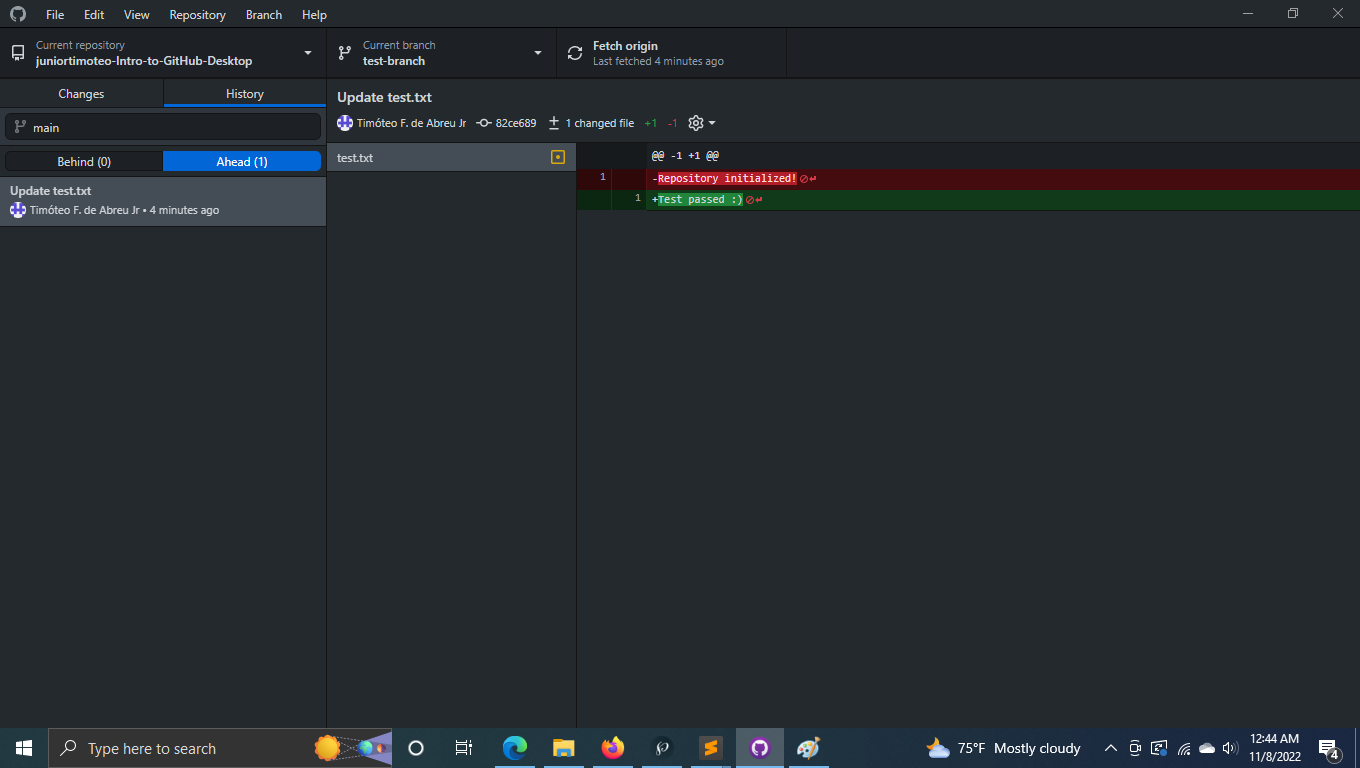 File Edit View Repository Branch Help
Current repository
juniortimoteo-Intro-to-GitHub-Desktop
Current branch
test-branch
Fetch origin
Last fetched 4 minutes ago
Changes
History
main
Behind (0)
Ahead (1)
Update test.txt
Timóteo F. de Abreu Jr • 4 minutes ago
Update test.txt
Timóteo F. de Abreu Jr 82ce689 1 changed file +1 -1
test.txt
@@ -1 +1 @@
1 -Repository initialized!
1 +Test passed :)
Type here to search
75°F Mostly cloudy
12:44 AM
11/8/2022
4